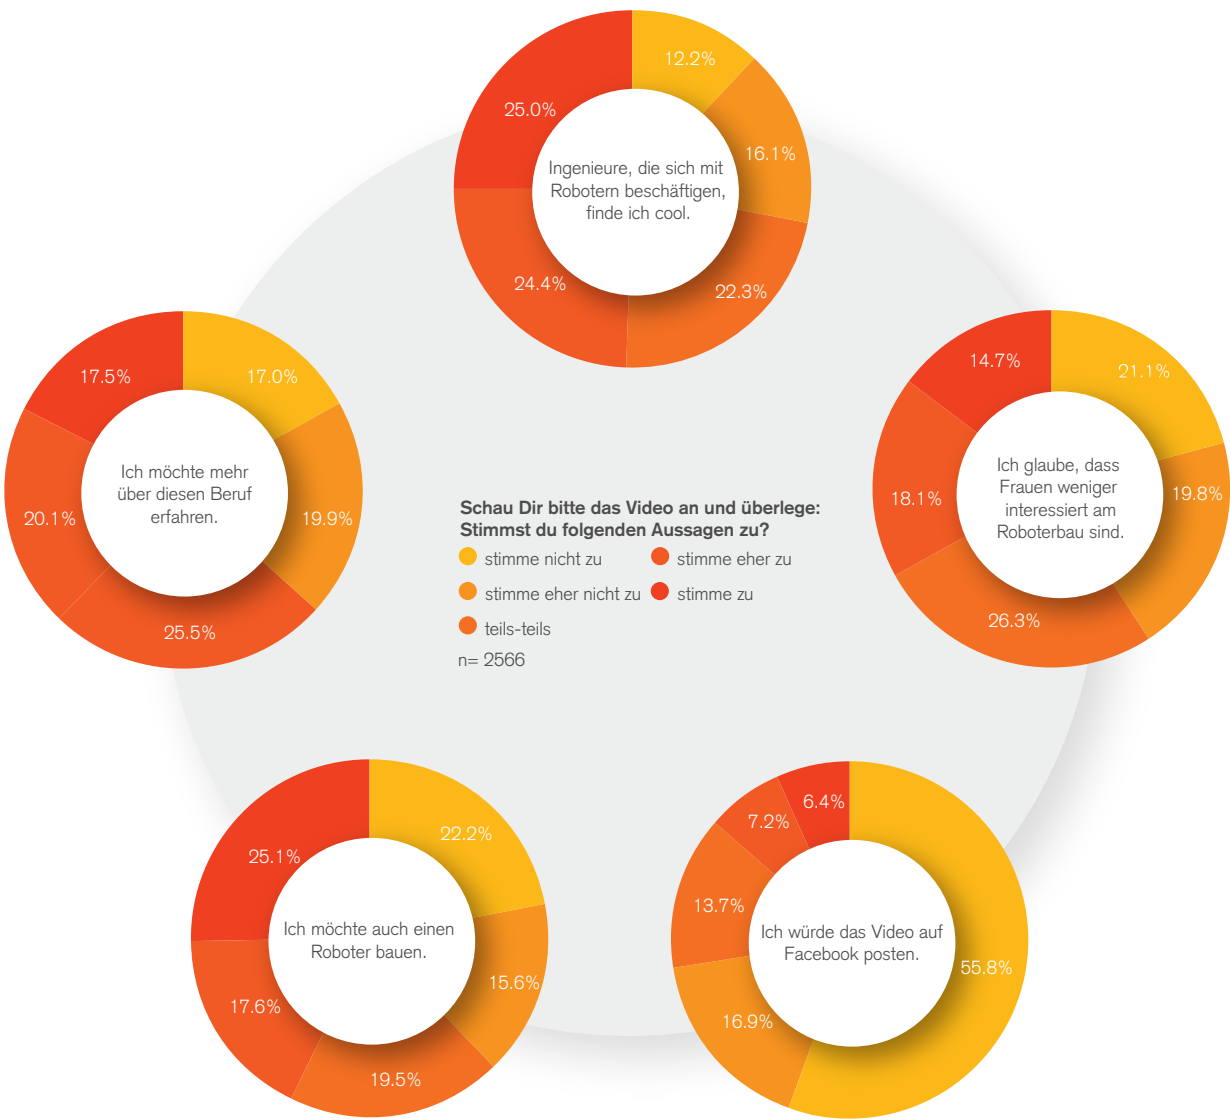 12.2%
16.1%
22.3%
24.4%
25.0%
Ingenieure, die sich mit
Robotern beschäftigen,
finde ich cool.
17.0%
19.9%
25.5%
20.1%
17.5%
Ich möchte mehr
über diesen Beruf
erfahren.
21.1%
19.8%
26.3%
18.1%
14.7%
Ich glaube, dass
Frauen weniger
interessiert am
Roboterbau sind.
Schau Dir bitte das Video an und überlege:
Stimmst du folgenden Aussagen zu?
stimme nicht zu
stimme eher zu
stimme eher nicht zu
stimme zu
teils-teils
n= 2566
22.2%
15.6%
19.5%
17.6%
25.1%
Ich möchte auch einen
Roboter bauen.
55.8%
16.9%
13.7%
7.2%
6.4%
Ich würde das Video auf
Facebook posten.